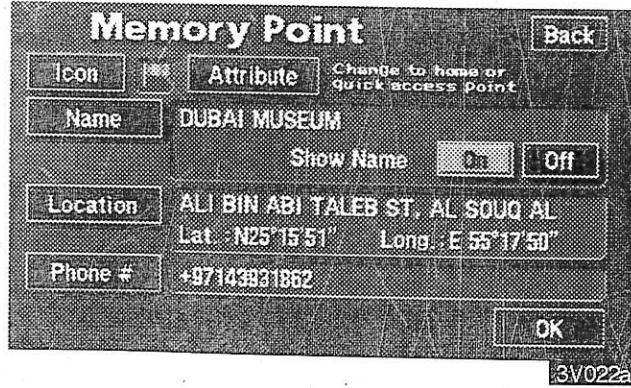 Memory Point
Back
Icon Attribute Change to home or
quick access point
Name DUBAI MUSEUM
Show Name On Off
Location ALI BIN ABI TALEB ST, AL SOUQ AL
Lat. :N25°15'51" Long. :E 55°17'50"
Phone # +97143931862
OK
3V022a